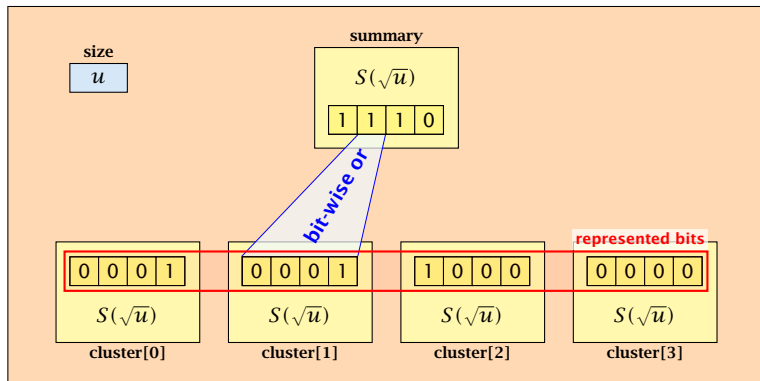 summary
size
u
S(√u)
1 1 1 0
bit-wise or
represented bits
0 0 0 1
0 0 0 1
1 0 0 0
0 0 0 0
S(√u)
S(√u)
S(√u)
S(√u)
cluster[0]
cluster[1]
cluster[2]
cluster[3]